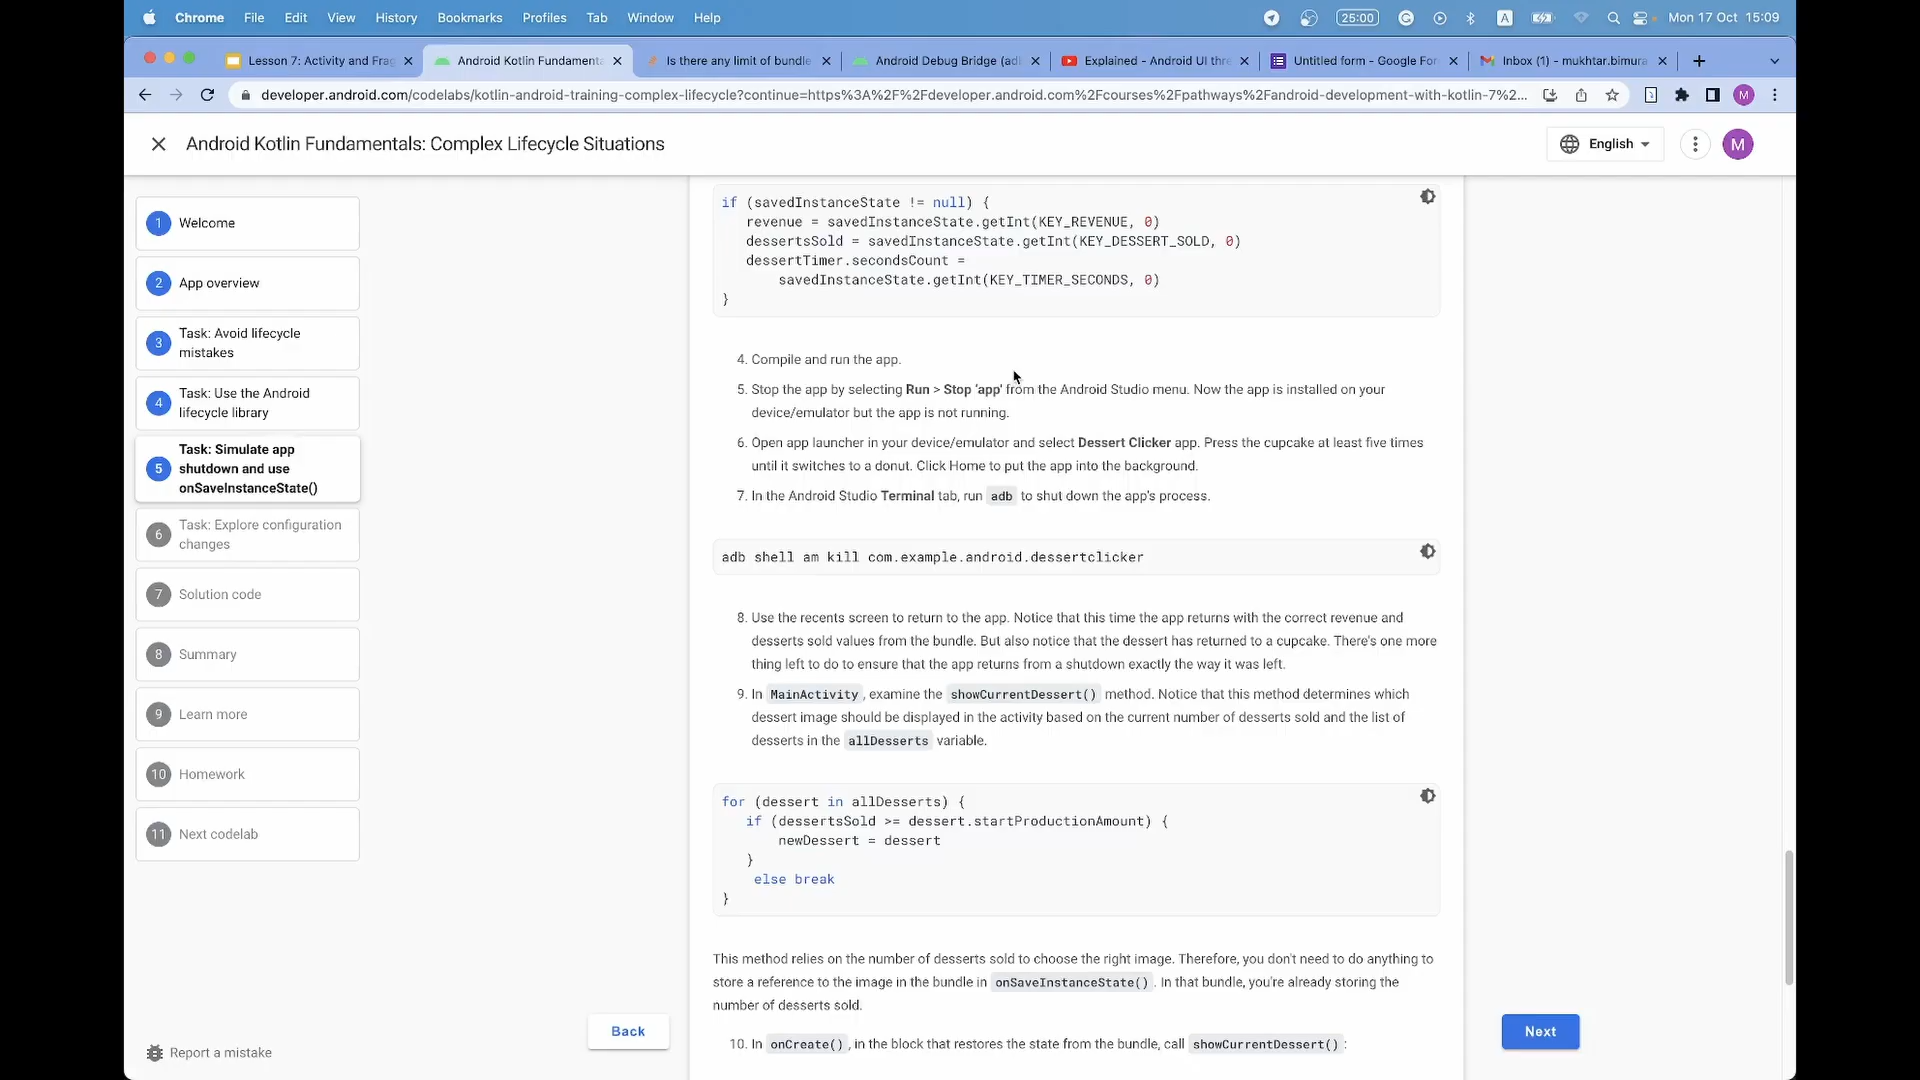 Chrome File Edit View History Bookmarks Profiles Tab Window Help 25:00 A Mon 17 Oct 15:09
Lesson 7: Activity and Frag Android Kotlin Fundamenta Is there any limit of bundle Android Debug Bridge (ad Explained - Android UI thre Untitled form - Google For Inbox (1) - mukhtar.bimura
developer.android.com/codelabs/kotlin-android-training-complex-lifecycle?continue=https%3A%2F%2Fdeveloper.android.com%2Fcourses%2Fpathways%2Fandroid-development-with-kotlin-7%2... M
Android Kotlin Fundamentals: Complex Lifecycle Situations English M
1 Welcome
2 App overview
3 Task: Avoid lifecycle
mistakes
4 Task: Use the Android
lifecycle library
5 Task: Simulate app
shutdown and use
onSaveInstanceState()
6 Task: Explore configuration
changes
7 Solution code
8 Summary
9 Learn more
10 Homework
11 Next codelab
Report a mistake
if (savedInstanceState != null) {
revenue = savedInstanceState.getInt(KEY_REVENUE, 0)
dessertsSold = savedInstanceState.getInt(KEY_DESSERT_SOLD, 0)
dessertTimer.secondsCount =
savedInstanceState.getInt(KEY_TIMER_SECONDS, 0)
}
4. Compile and run the app.
5. Stop the app by selecting Run > Stop 'app' from the Android Studio menu. Now the app is installed on your
device/emulator but the app is not running.
6. Open app launcher in your device/emulator and select Dessert Clicker app. Press the cupcake at least five times
until it switches to a donut. Click Home to put the app into the background.
7. In the Android Studio Terminal tab, run adb to shut down the app's process.
adb shell am kill com.example.android.dessertclicker
8. Use the recents screen to return to the app. Notice that this time the app returns with the correct revenue and
desserts sold values from the bundle. But also notice that the dessert has returned to a cupcake. There's one more
thing left to do to ensure that the app returns from a shutdown exactly the way it was left.
9. In MainActivity, examine the showCurrentDessert() method. Notice that this method determines which
dessert image should be displayed in the activity based on the current number of desserts sold and the list of
desserts in the allDesserts variable.
for (dessert in allDesserts) {
if (dessertsSold >= dessert.startProductionAmount) {
newDessert = dessert
}
else break
}
This method relies on the number of desserts sold to choose the right image. Therefore, you don't need to do anything to
store a reference to the image in the bundle in onSaveInstanceState(). In that bundle, you're already storing the
number of desserts sold.
10. In onCreate(), in the block that restores the state from the bundle, call showCurrentDessert():
Back
Next